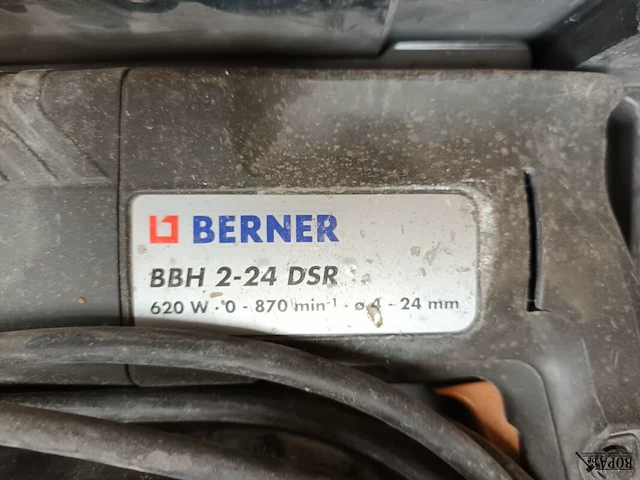 BERNER
BBH 2-24 DSR
620 W · 0 - 870 min⁻¹ · ø 4 - 24 mm